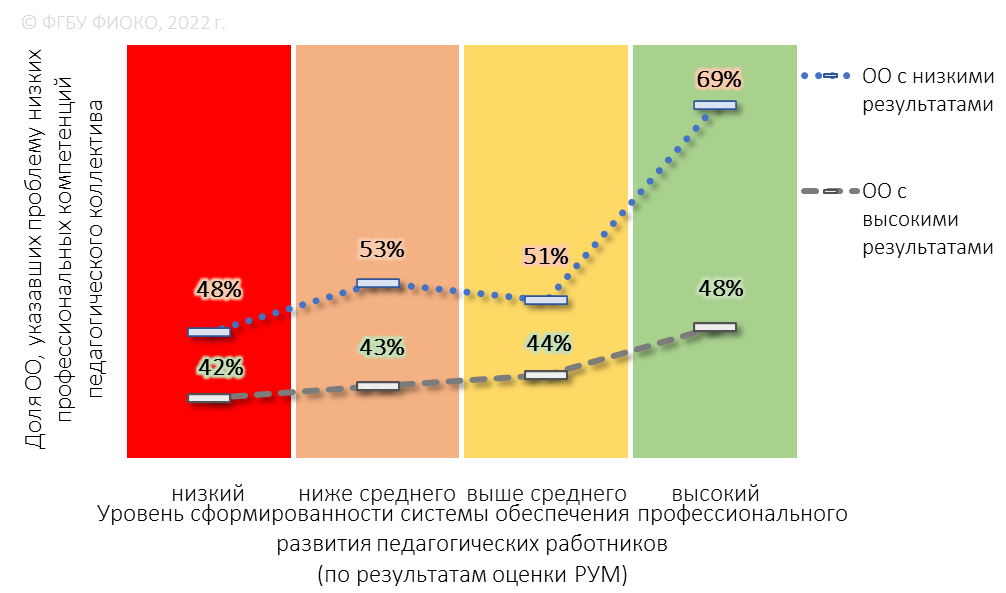 © ФГБУ ФИОКО, 2022 г.
Доля ОО, указавших проблему низких
профессиональных компетенций
педагогического коллектива
69%
53%
51%
48%
48%
42%
43%
44%
ОО с низкими
результатами
ОО с
высокими
результатами
низкий
ниже среднего
выше среднего
высокий
Уровень сформированности системы обеспечения профессионального
развития педагогических работников
(по результатам оценки РУМ)